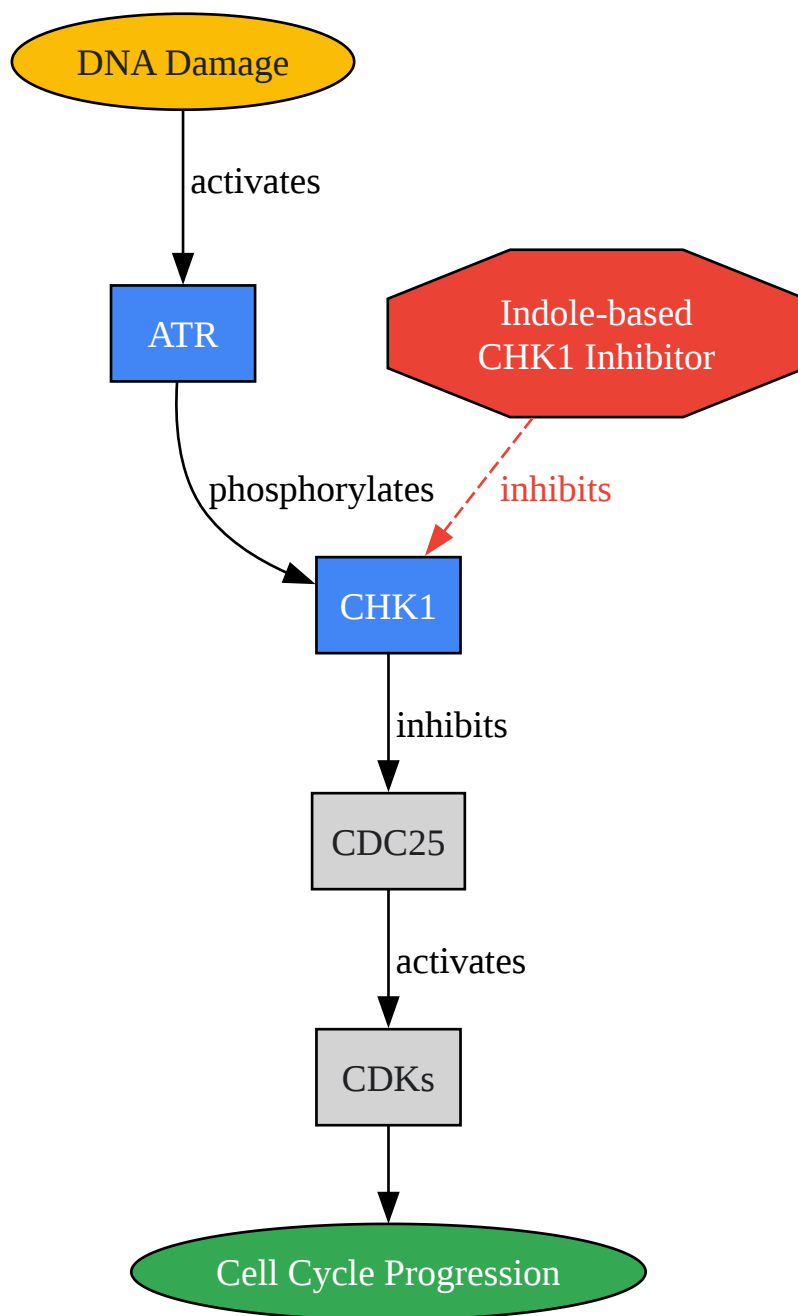 DNA Damage
activates
ATR
Indole-based
CHK1 Inhibitor
phosphorylates
inhibits
CHK1
inhibits
CDC25
activates
CDKs
Cell Cycle Progression